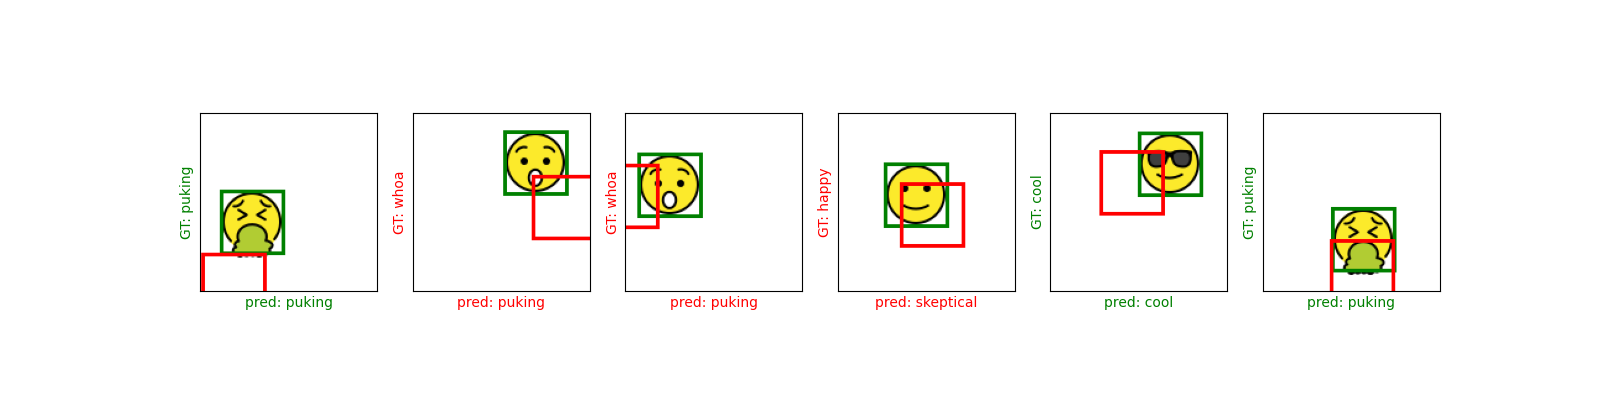 GT: puking
pred: puking
GT: whoa
pred: puking
GT: whoa
pred: puking
GT: happy
pred: skeptical
GT: cool
pred: cool
GT: puking
pred: puking